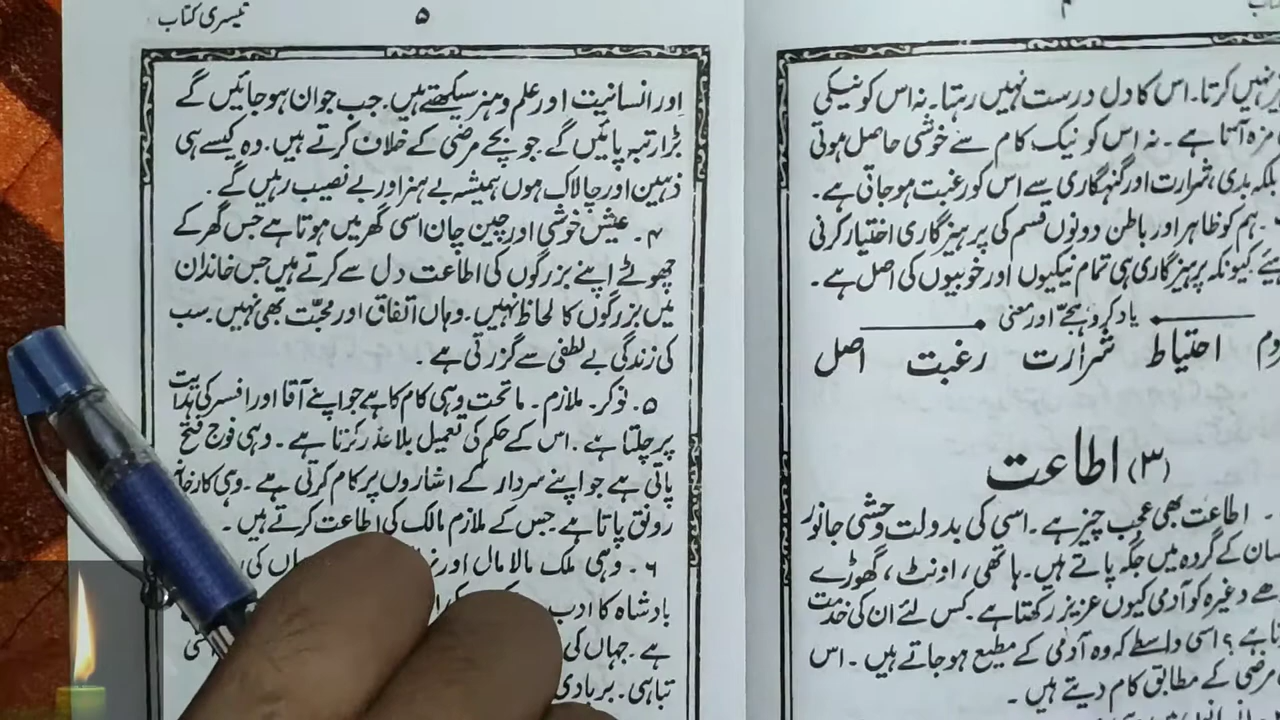 ۴
نہیں کرتا۔ اس کا دل درست نہیں رہتا۔ نہ اس کو نیکی
مزہ آتا ہے۔ نہ اس کو نیک کام سے خوشی حاصل ہوتی
بلکہ بدی، شرارت اور گنہگاری سے اس کو رغبت ہو جاتی ہے۔
ہم کو ظاہر اور باطن دونوں قسم کی پرہیزگاری اختیار کرنی
کیونکہ پرہیزگاری ہی تمام نیکیوں اور خوبیوں کی اصل ہے۔
یاد کرو ہجّے اور معنی
احتیاط شرارت رغبت اصل
(۳) اطاعت
اطاعت بھی عجب چیز ہے۔ اسی کی بدولت وحشی جانور
کے گروہ میں جگہ پاتے ہیں۔ ہاتھی، اونٹ، گھوڑے
وغیرہ کو آدمی کیوں عزیز رکھتا ہے۔ کس لئے ان کی خدمت
ہے؟ اسی واسطے کہ وہ آدمی کے مطیع ہو جاتے ہیں۔ اس
مرضی کے مطابق کام دیتے ہیں۔
تیسری کتاب
۵
اور انسانیت اور علم و ہنر سیکھتے ہیں۔ جب جوان ہو جائیں گے
بڑا رتبہ پائیں گے۔ جو بچے مرضی کے خلاف کرتے ہیں۔ وہ کیسے ہی
ذہین اور چالاک ہوں ہمیشہ بے ہنر اور بے نصیب رہیں گے۔
۴۔ عیش خوشی اور چین چان اسی گھر میں ہوتا ہے جس گھر کے
چھوٹے اپنے بزرگوں کی اطاعت دل سے کرتے ہیں جس خاندان
میں بزرگوں کا لحاظ نہیں۔ وہاں اتفاق اور محبّت بھی نہیں۔ سب
کی زندگی بے لطفی سے گزرتی ہے۔
۵۔ نوکر۔ ملازم۔ ماتحت وہی کام کا ہے جو اپنے آقا اور افسر کی ہدایت
پر چلتا ہے۔ اس کے حکم کی تعمیل بلا عذر کرتا ہے۔ وہی فوج فتح
پاتی ہے جو اپنے سردار کے اشاروں پر کام کرتی ہے۔ وہی کارخانہ
رونق پاتا ہے جس کے ملازم مالک کی اطاعت کرتے ہیں۔
۶۔ وہی ملک مالامال اور
بادشاہ کا ادب
ہے۔ جہاں کی
تباہی۔ بربادی